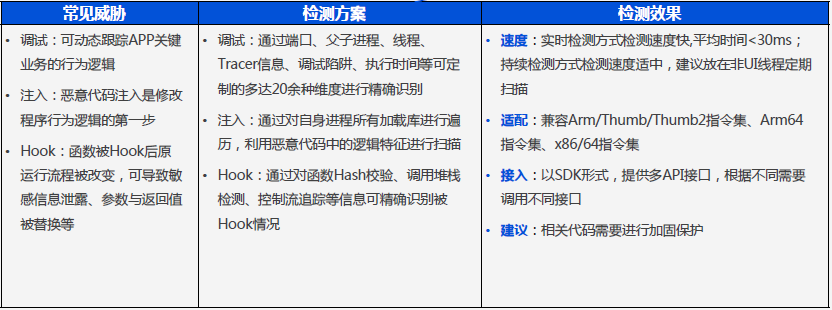 常见威胁
检测方案
检测效果
• 调试：可动态跟踪APP关键
业务的行为逻辑
• 注入：恶意代码注入是修改
程序行为逻辑的第一步
• Hook：函数被Hook后原
运行流程被改变，可导致敏
感信息泄露、参数与返回值
被替换等
• 调试：通过端口、父子进程、线程、
Tracer信息、调试陷阱、执行时间等可定
制的多达20余种维度进行精确识别
• 注入：通过对自身进程所有加载库进行遍
历，利用恶意代码中的逻辑特征进行扫描
• Hook：通过对函数Hash校验、调用堆栈
检测、控制流追踪等信息可精确识别被
Hook情况
• 速度：实时检测方式检测速度快,平均时间<30ms；
持续检测方式检测速度适中，建议放在非UI线程定期
扫描
• 适配：兼容Arm/Thumb/Thumb2指令集、Arm64
指令集、x86/64指令集
• 接入：以SDK形式，提供多API接口，根据不同需要
调用不同接口
• 建议：相关代码需要进行加固保护